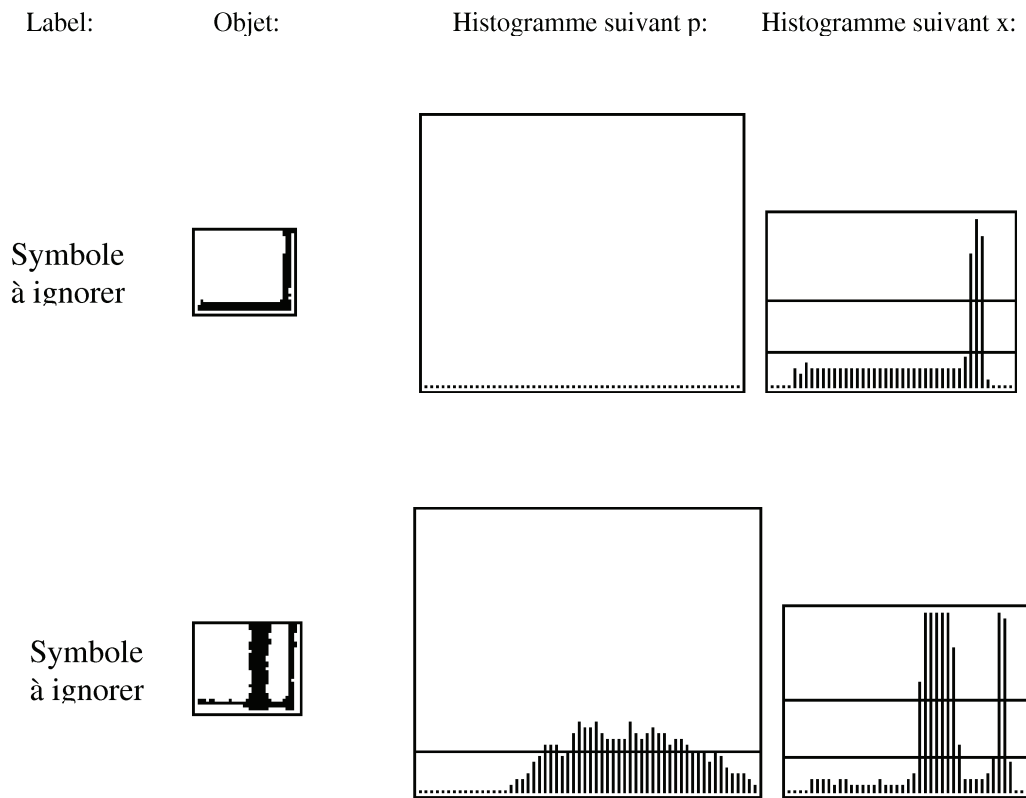 Label: Objet: Histogramme suivant p: Histogramme suivant x:
Symbole
à ignorer
Symbole
à ignorer